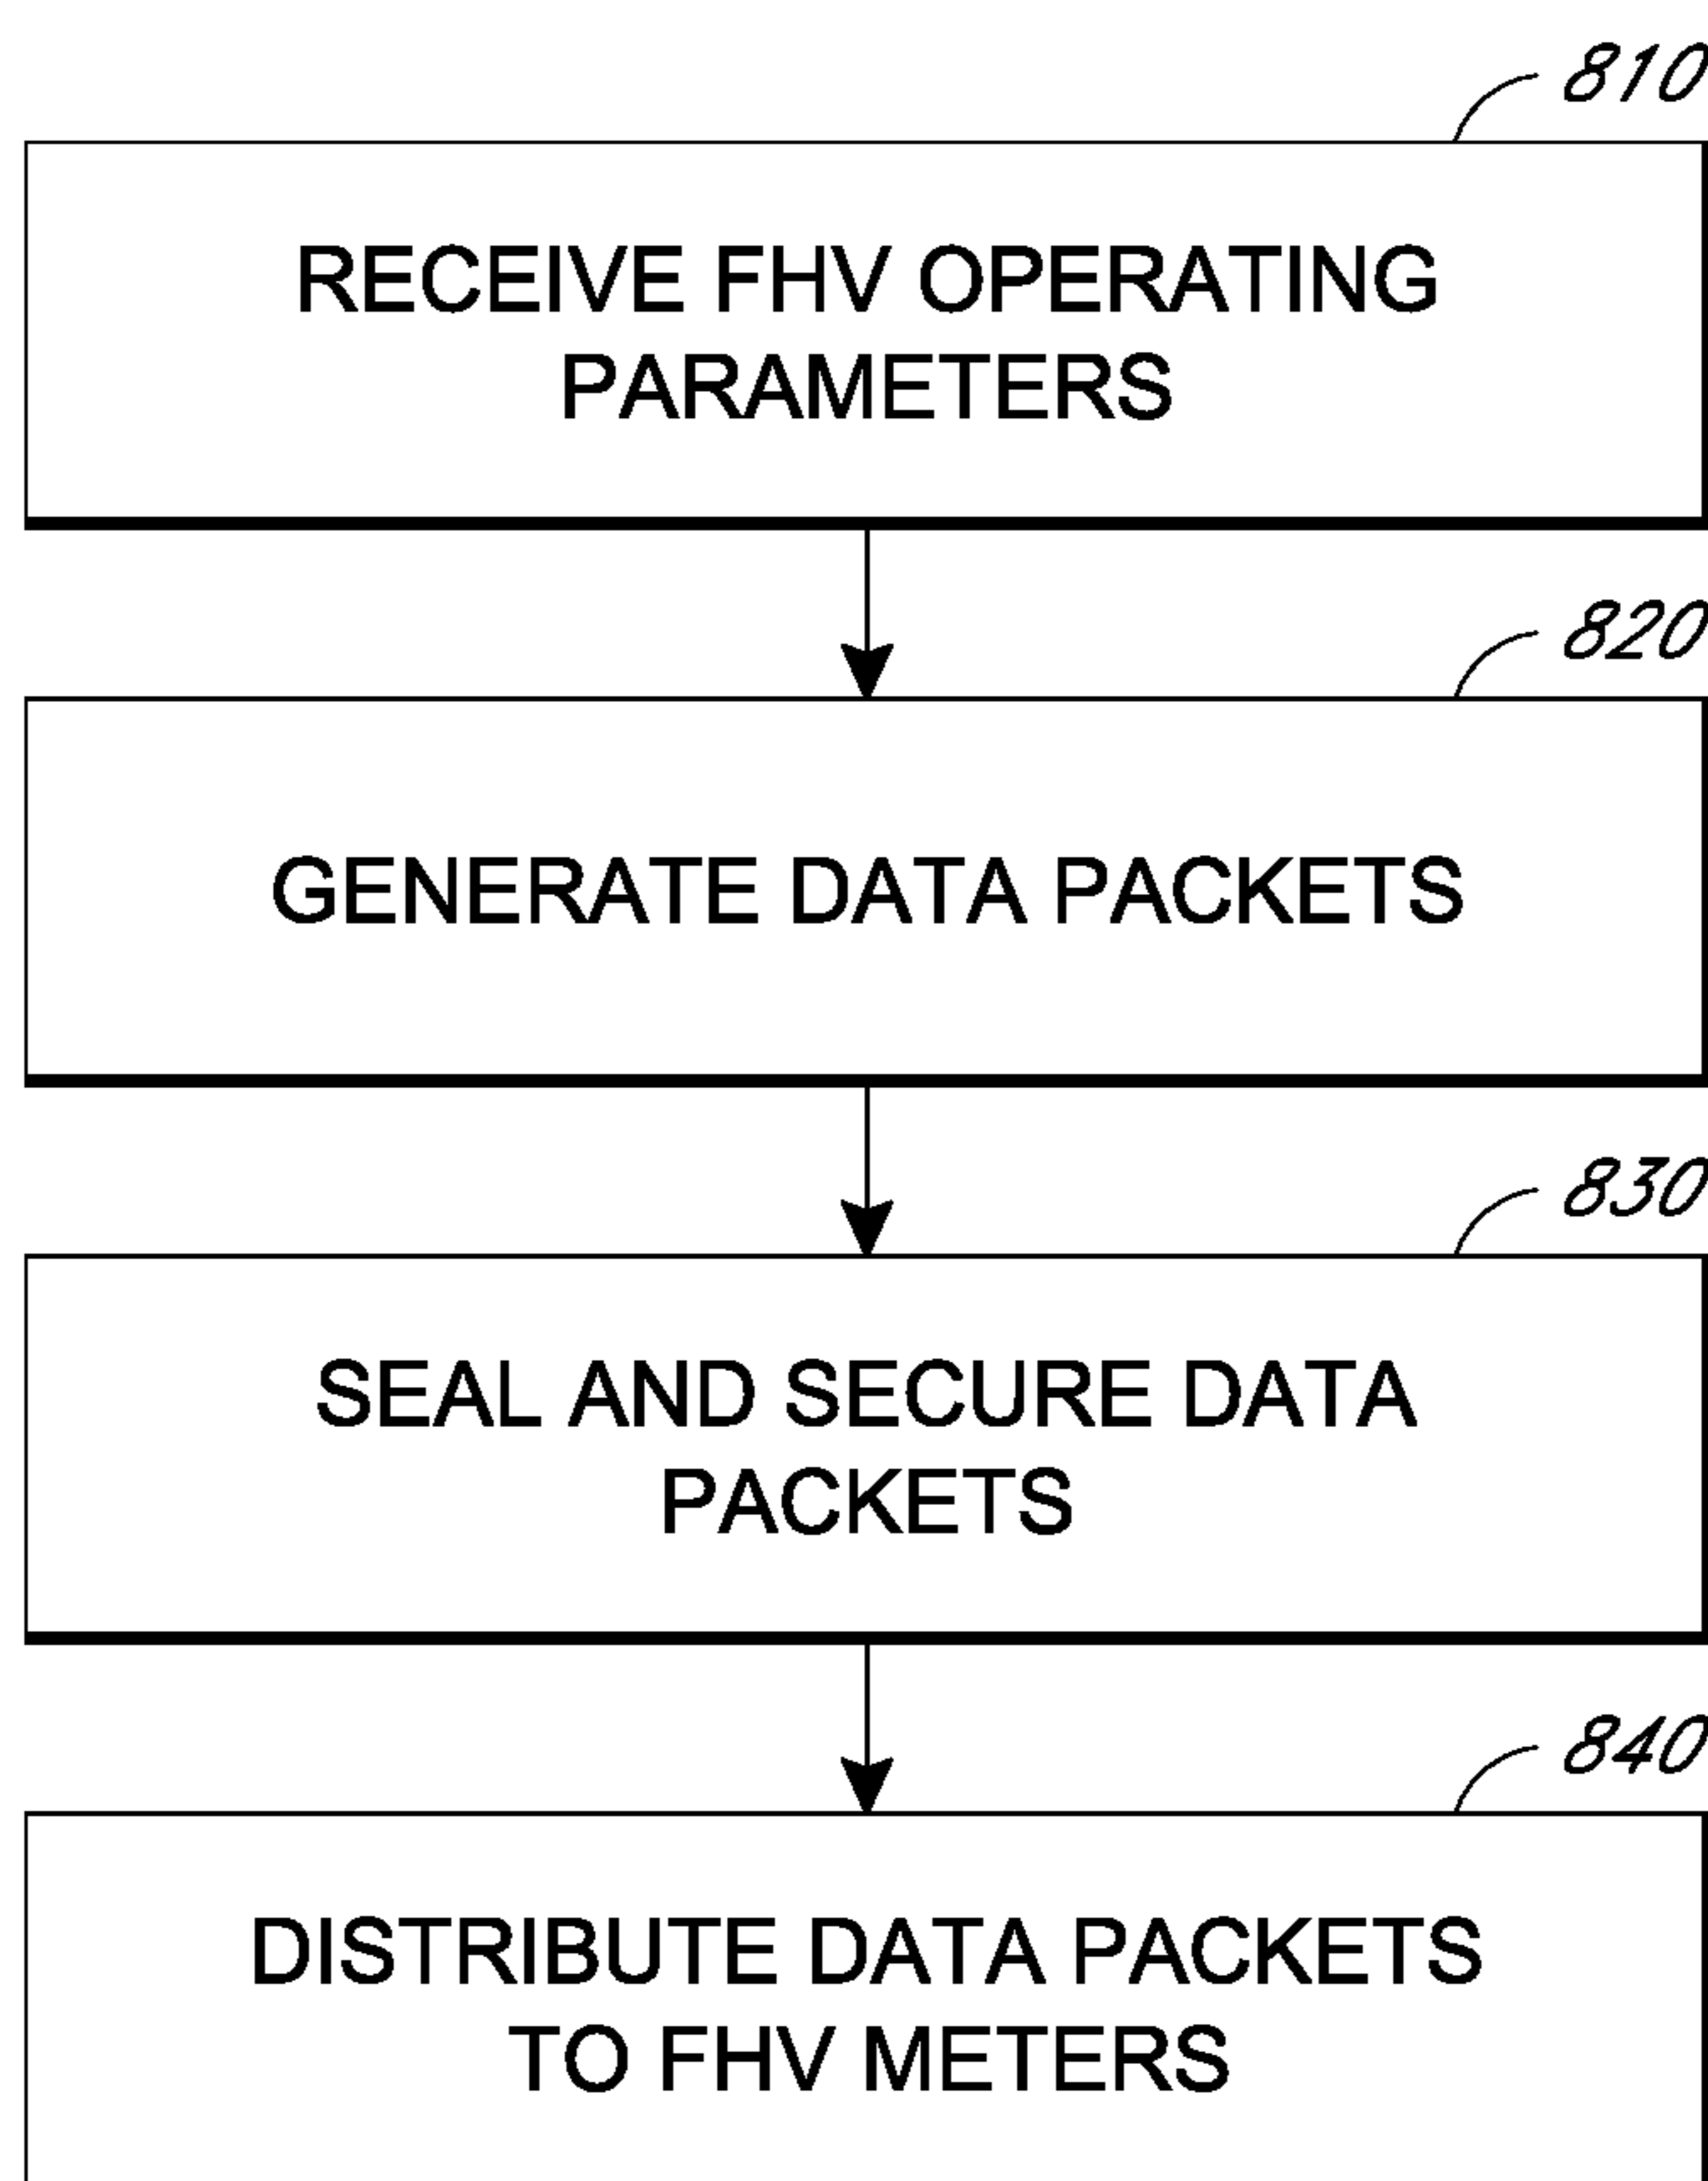 810
RECEIVE FHV OPERATING
PARAMETERS
820
GENERATE DATA PACKETS
830
SEAL AND SECURE DATA
PACKETS
840
DISTRIBUTE DATA PACKETS
TO FHV METERS